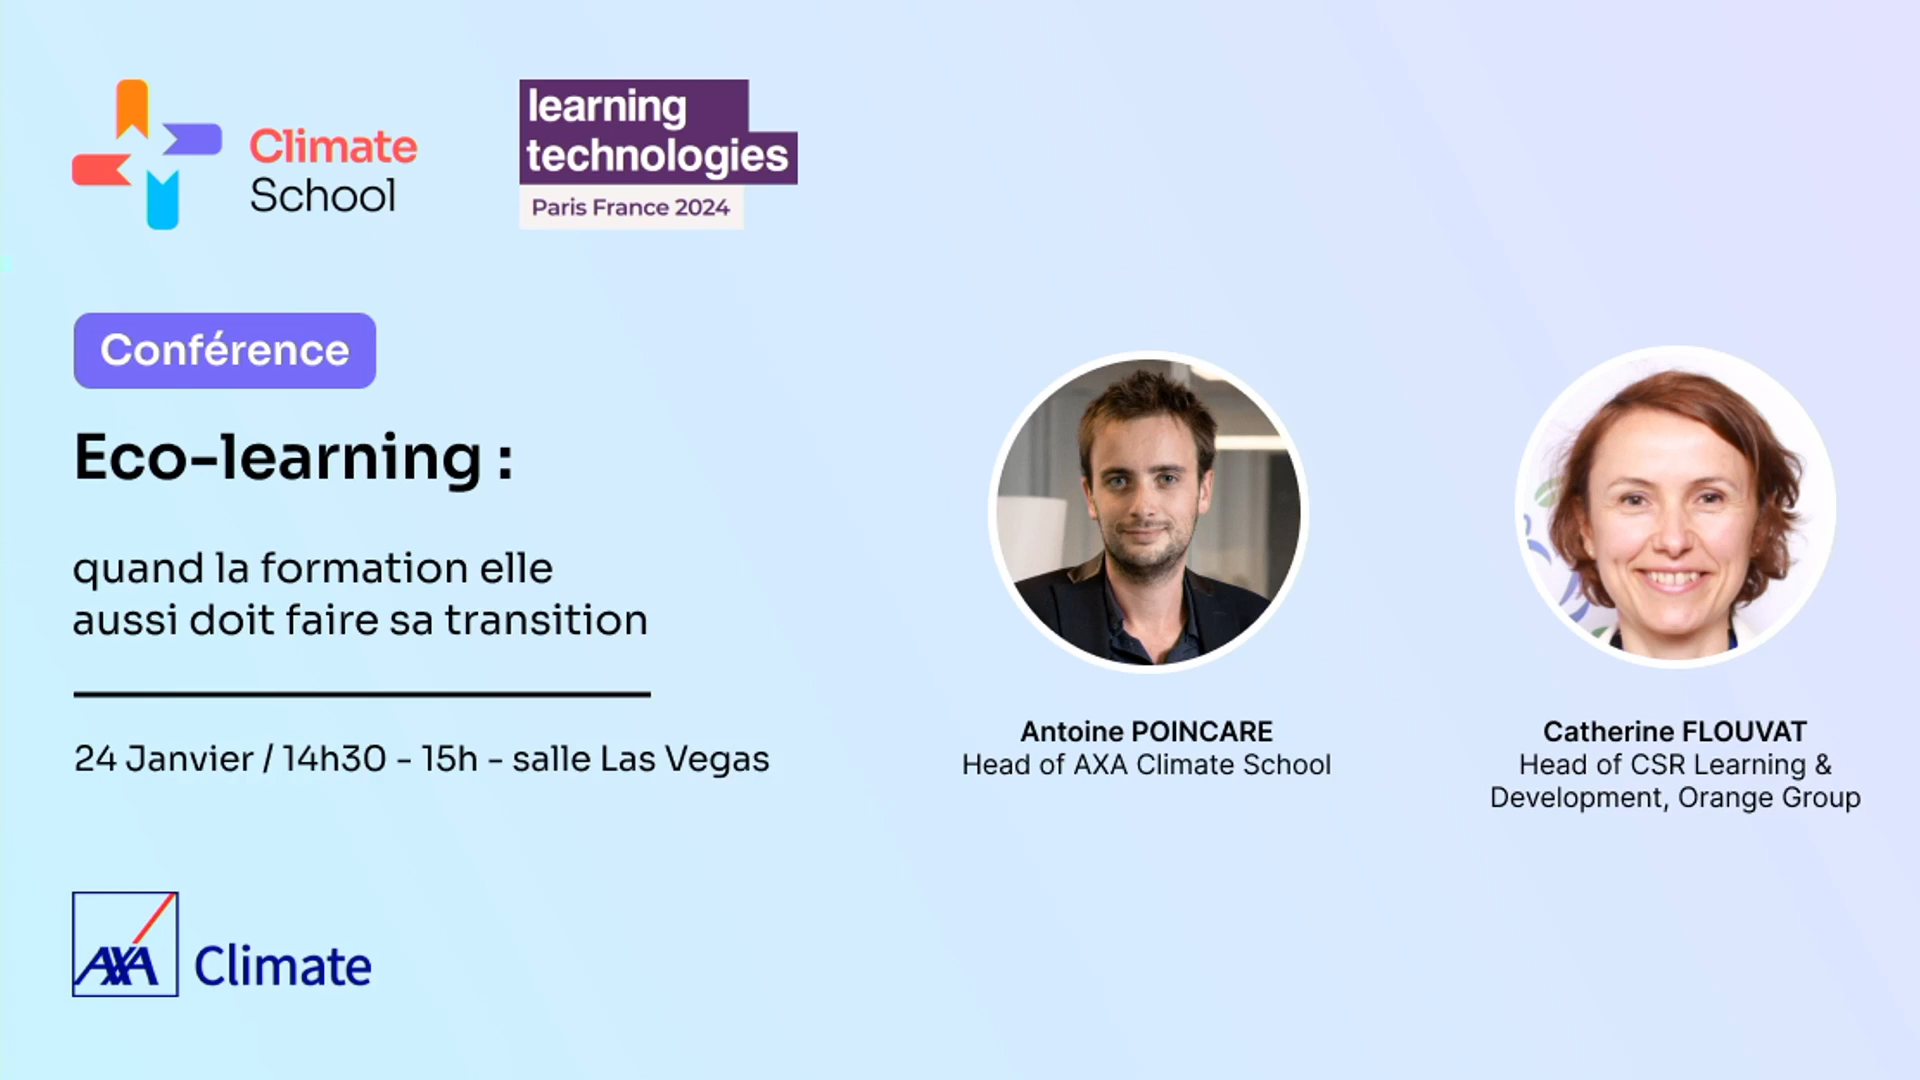 Climate
School
learning
technologies
Paris France 2024
Conférence
Eco-learning :
quand la formation elle
aussi doit faire sa transition
24 Janvier / 14h30 - 15h - salle Las Vegas
Antoine POINCARE
Head of AXA Climate School
Catherine FLOUVAT
Head of CSR Learning &
Development, Orange Group
AXA Climate